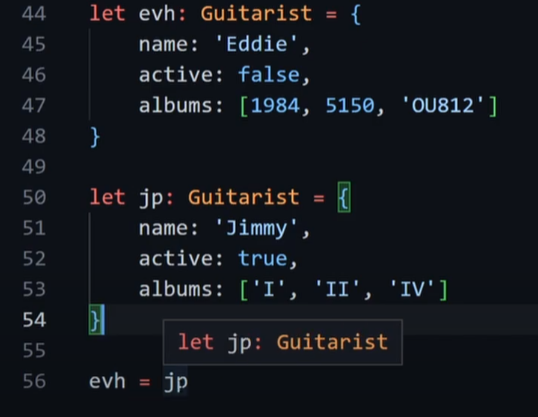 44 let evh: Guitarist = {
45     name: 'Eddie',
46     active: false,
47     albums: [1984, 5150, 'OU812']
48 }
49
50 let jp: Guitarist = {
51     name: 'Jimmy',
52     active: true,
53     albums: ['I', 'II', 'IV']
54 }
let jp: Guitarist
55
56 evh = jp